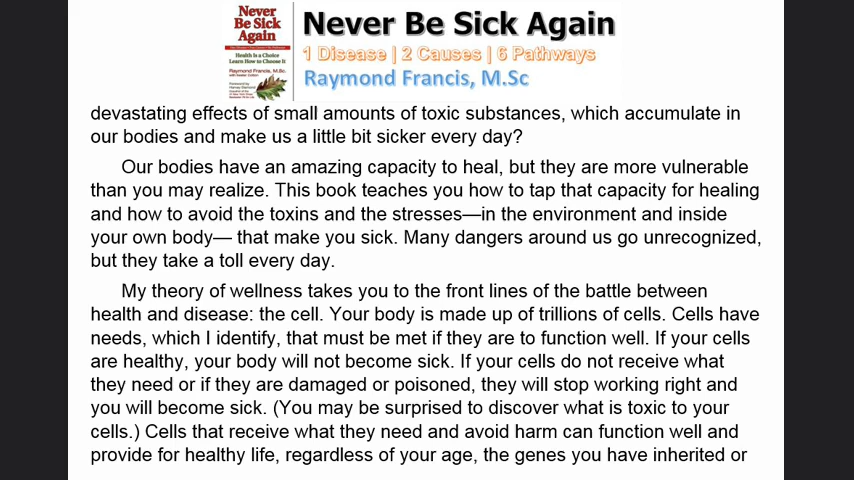 Never
Be Sick
Again
Health Is a Choice
Learn How to Choose It
Raymond Francis, M.Sc.
Never Be Sick Again
1 Disease | 2 Causes | 6 Pathways
Raymond Francis, M.Sc
devastating effects of small amounts of toxic substances, which accumulate in
our bodies and make us a little bit sicker every day?
Our bodies have an amazing capacity to heal, but they are more vulnerable
than you may realize. This book teaches you how to tap that capacity for healing
and how to avoid the toxins and the stresses—in the environment and inside
your own body— that make you sick. Many dangers around us go unrecognized,
but they take a toll every day.
My theory of wellness takes you to the front lines of the battle between
health and disease: the cell. Your body is made up of trillions of cells. Cells have
needs, which I identify, that must be met if they are to function well. If your cells
are healthy, your body will not become sick. If your cells do not receive what
they need or if they are damaged or poisoned, they will stop working right and
you will become sick. (You may be surprised to discover what is toxic to your
cells.) Cells that receive what they need and avoid harm can function well and
provide for healthy life, regardless of your age, the genes you have inherited or